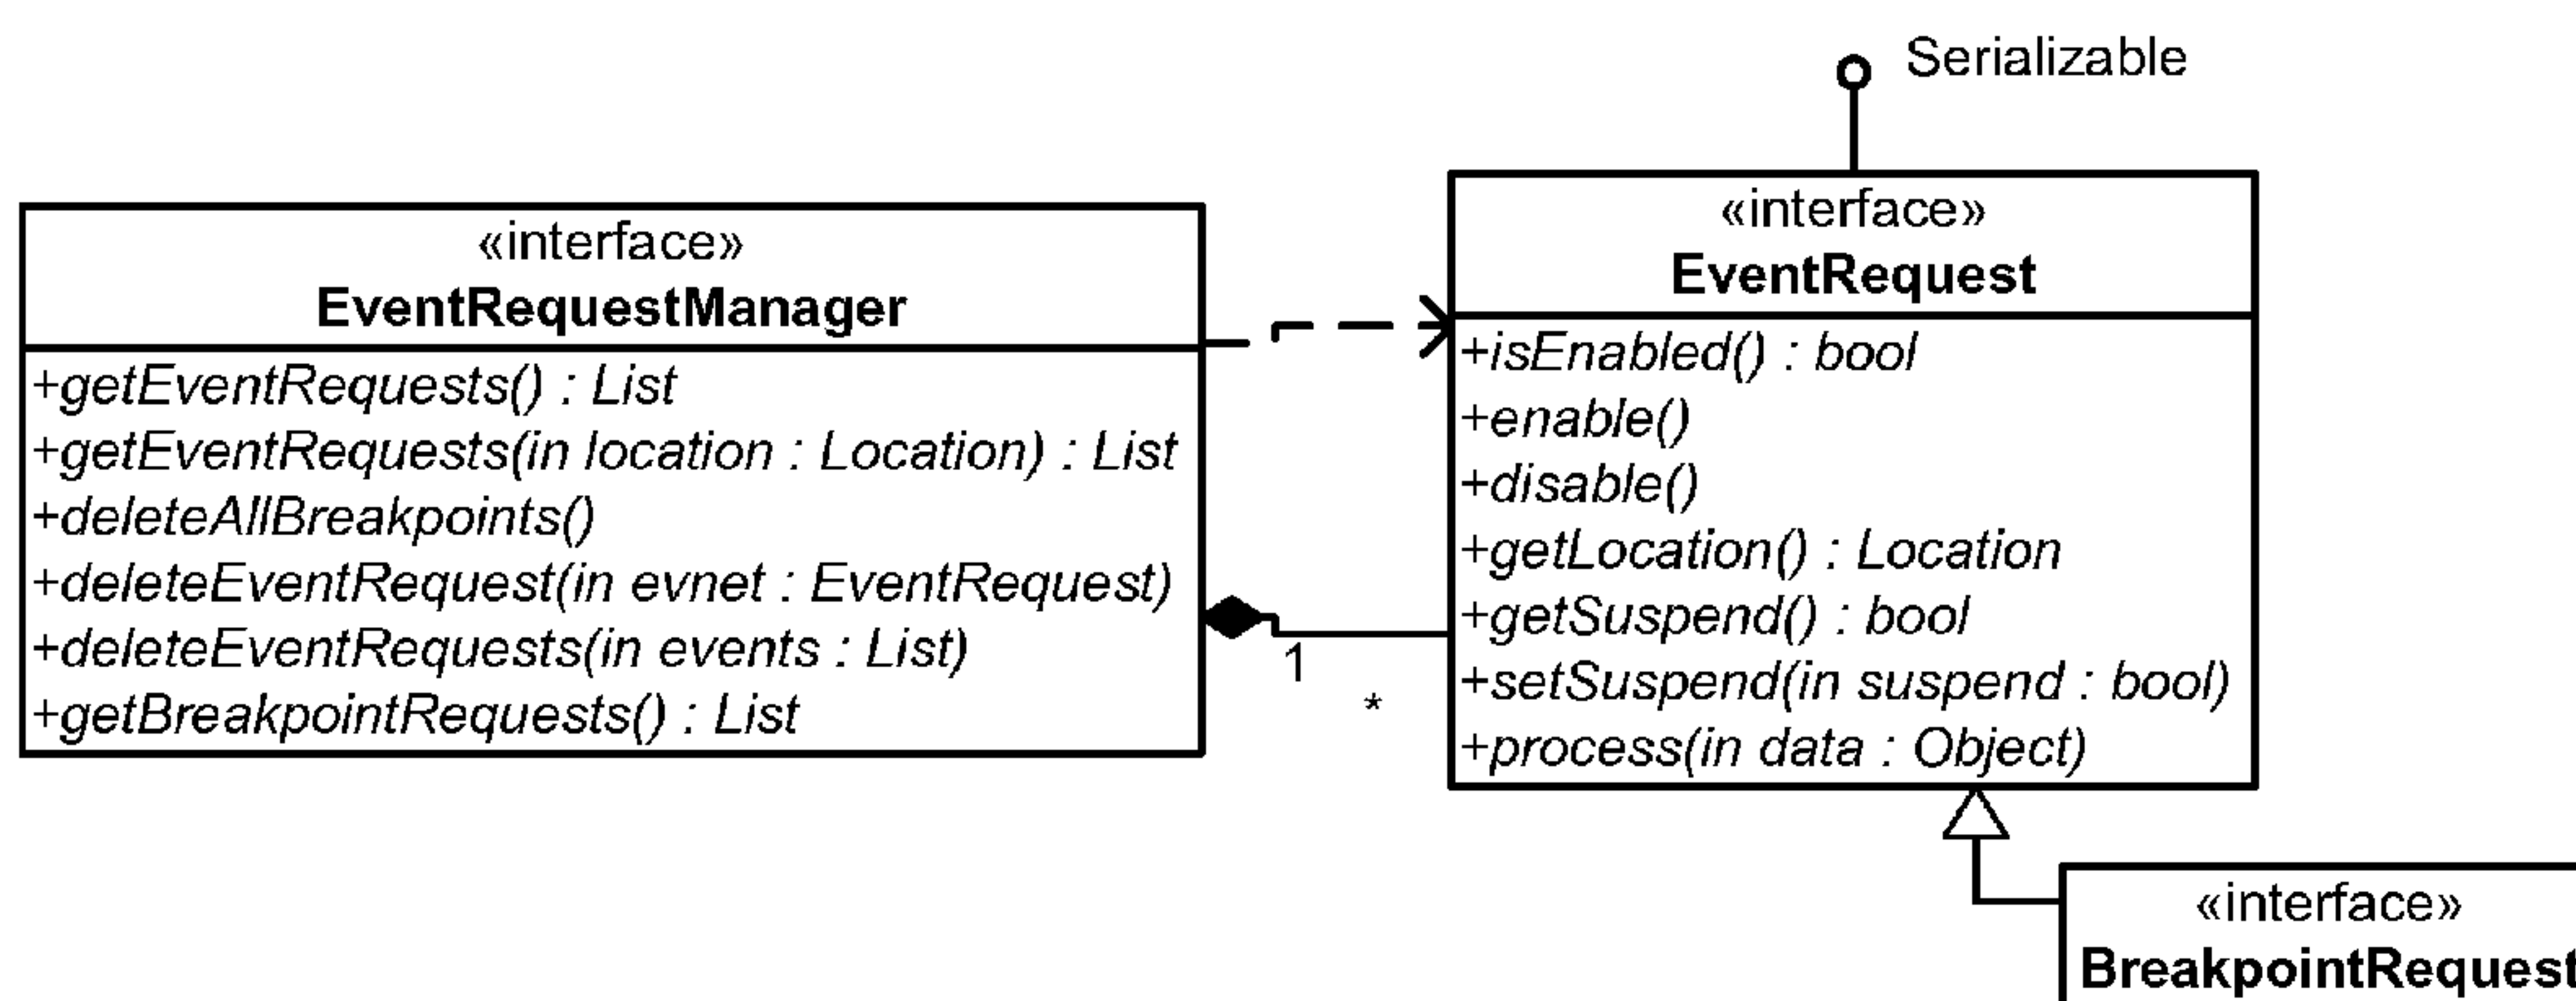 Serializable
«interface»
EventRequestManager
+getEventRequests() : List
+getEventRequests(in location : Location) : List
+deleteAllBreakpoints()
+deleteEventRequest(in evnet : EventRequest)
+deleteEventRequests(in events : List)
+getBreakpointRequests() : List
1
*
«interface»
EventRequest
+isEnabled() : bool
+enable()
+disable()
+getLocation() : Location
+getSuspend() : bool
+setSuspend(in suspend : bool)
+process(in data : Object)
«interface»
BreakpointRequest